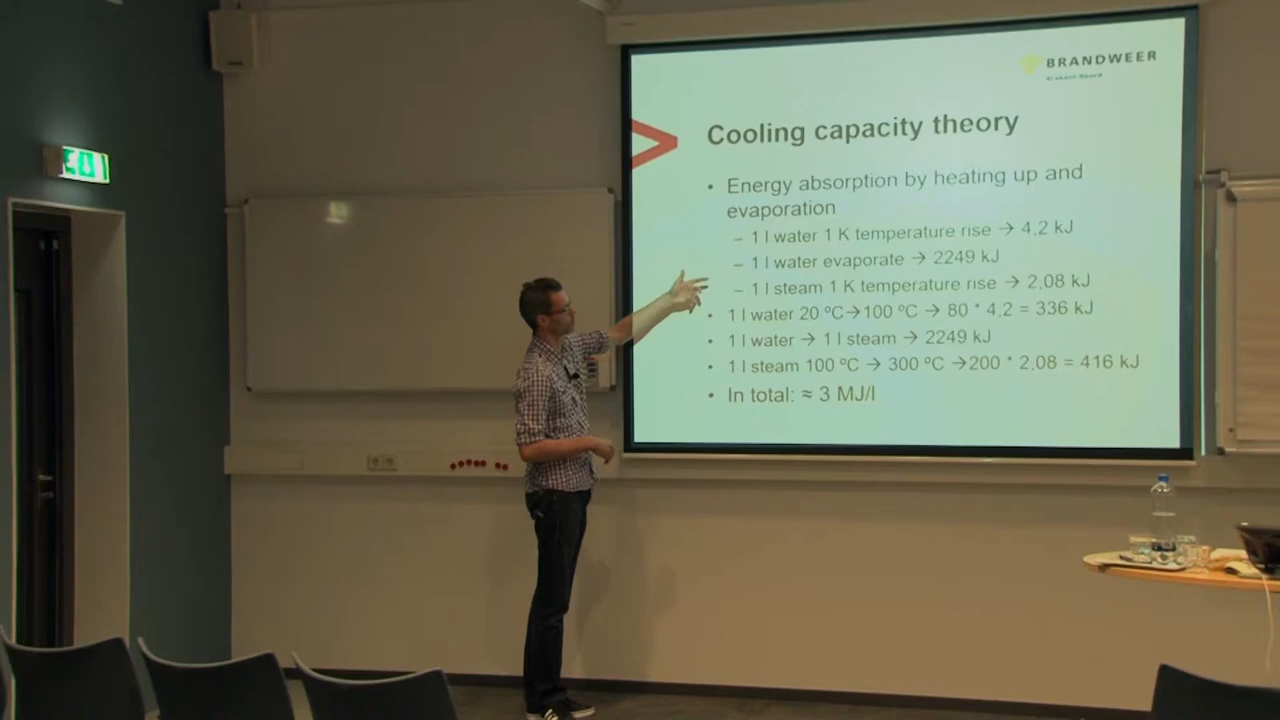 BRANDWEER
Cooling capacity theory
• Energy absorption by heating up and
evaporation
– 1 l water 1 K temperature rise → 4,2 kJ
– 1 l water evaporate → 2249 kJ
– 1 l steam 1 K temperature rise → 2,08 kJ
• 1 l water 20 ºC→100 ºC → 80 * 4,2 = 336 kJ
• 1 l water → 1 l steam → 2249 kJ
• 1 l steam 100 ºC → 300 ºC →200 * 2,08 = 416 kJ
• In total: ≈ 3 MJ/l